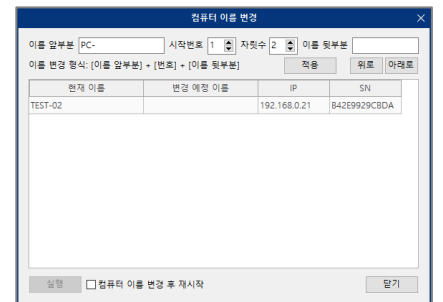 컴퓨터 이름 변경
이름 앞부분 PC- 시작번호 1 자릿수 2 이름 뒷부분
이름 변경 형식: [이름 앞부분] + [번호] + [이름 뒷부분] 적용 위로 아래로
현재 이름 변경 예정 이름 IP SN
TEST-02 192.168.0.21 B42E9929CBDA
실행 컴퓨터 이름 변경 후 재시작 닫기